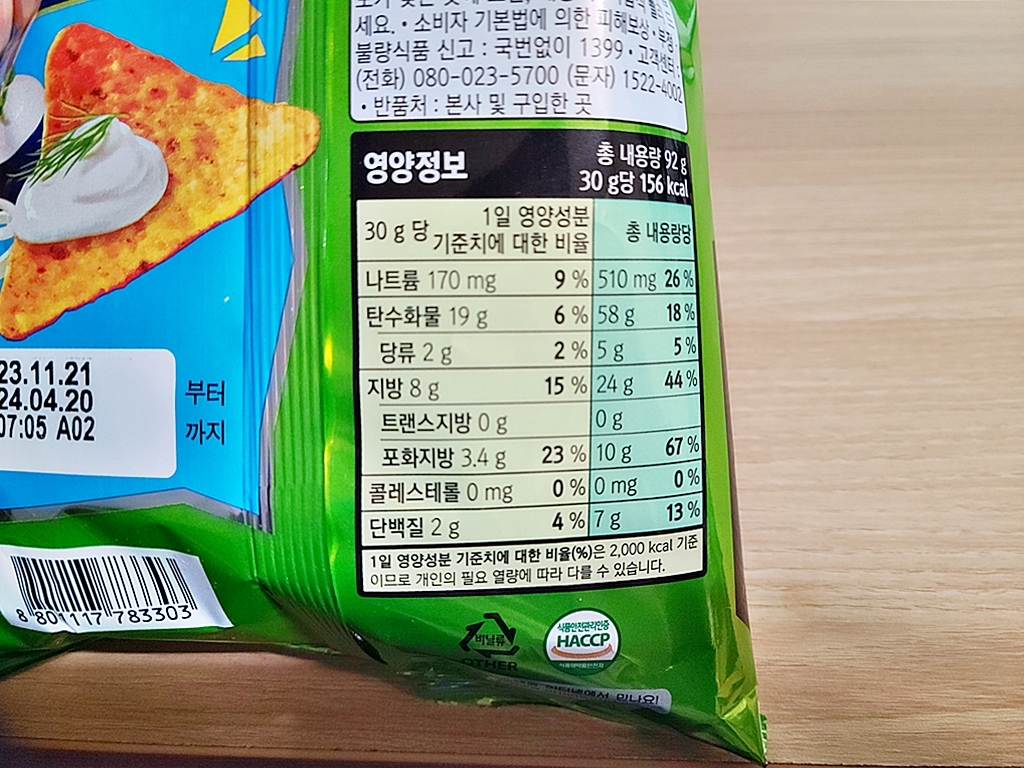 세요. • 소비자 기본법에 의한 피해보상 • 부정
불량식품 신고 : 국번없이 1399 • 고객센터 :
(전화) 080-023-5700 (문자) 1522-4002
• 반품처 : 본사 및 구입한 곳
영양정보
총 내용량 92 g
30 g당 156 kcal
30 g 당 1일 영양성분 기준치에 대한 비율 총 내용량당
나트륨 170 mg 9 % 510 mg 26 %
탄수화물 19 g 6 % 58 g 18 %
당류 2 g 2 % 5 g 5 %
지방 8 g 15 % 24 g 44 %
트랜스지방 0 g 0 g
포화지방 3.4 g 23 % 10 g 67 %
콜레스테롤 0 mg 0 % 0 mg 0 %
단백질 2 g 4 % 7 g 13 %
1일 영양성분 기준치에 대한 비율(%)은 2,000 kcal 기준
이므로 개인의 필요 열량에 따라 다를 수 있습니다.
23.11.21 부터
24.04.20
07:05 A02 까지
8 801117 783303
비닐류
OTHER
식품안전관리인증
HACCP
만나요!